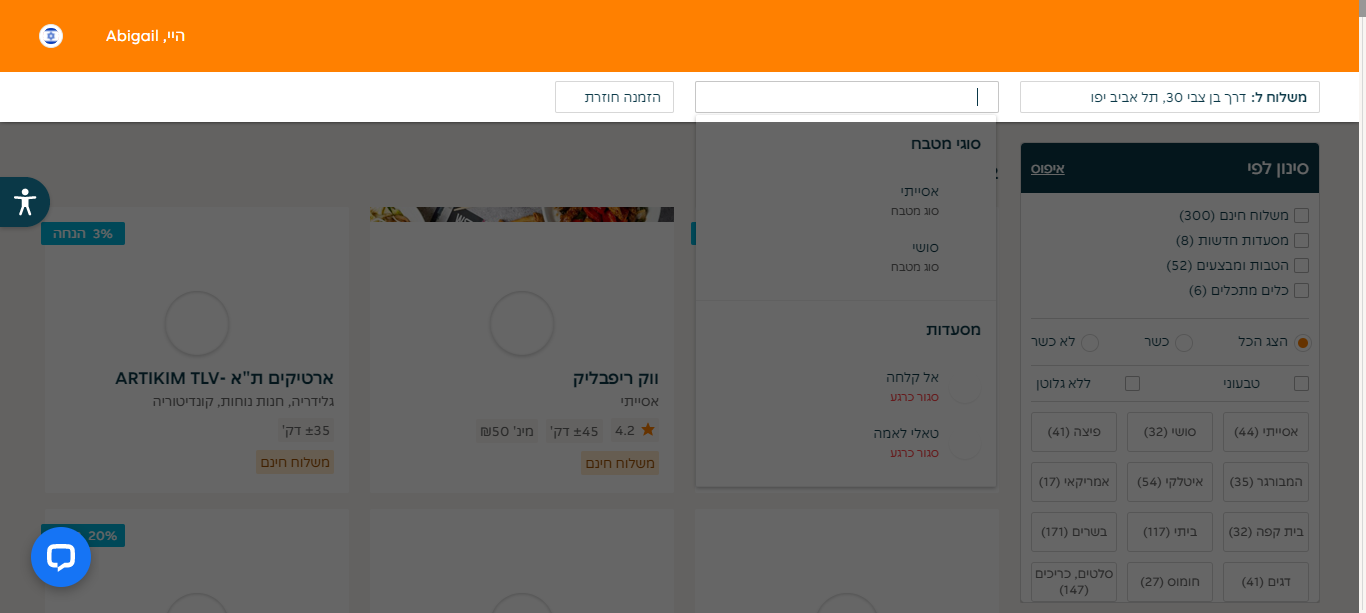 היי, Abigail
משלוח ל: דרך בן צבי 30, תל אביב יפו
הזמנה חוזרת
סינון לפי
איפוס
משלוח חינם (300)
מסעדות חדשות (8)
הטבות ומבצעים (52)
כלים מתכלים (6)
הצג הכל
כשר
לא כשר
טבעוני
ללא גלוטן
אסייתי (44)
סושי (32)
פיצה (41)
המבורגר (35)
איטלקי (54)
אמריקאי (17)
בית קפה (32)
ביתי (117)
בשרים (171)
דגים (41)
חומוס (27)
סלטים, כריכים
(147)
סוגי מטבח
אסייתי
סוג מטבח
סושי
סוג מטבח
מסעדות
אל קלחה
סגור כרגע
טאלי לאמה
סגור כרגע
ווק ריפבליק
אסייתי
4.2
±45 דק'
מינ' ₪50
משלוח חינם
3% הנחה
ארטיקים ת"א -ARTIKIM TLV
גלידריה, חנות נוחות, קונדיטוריה
±35 דק'
משלוח חינם
20%